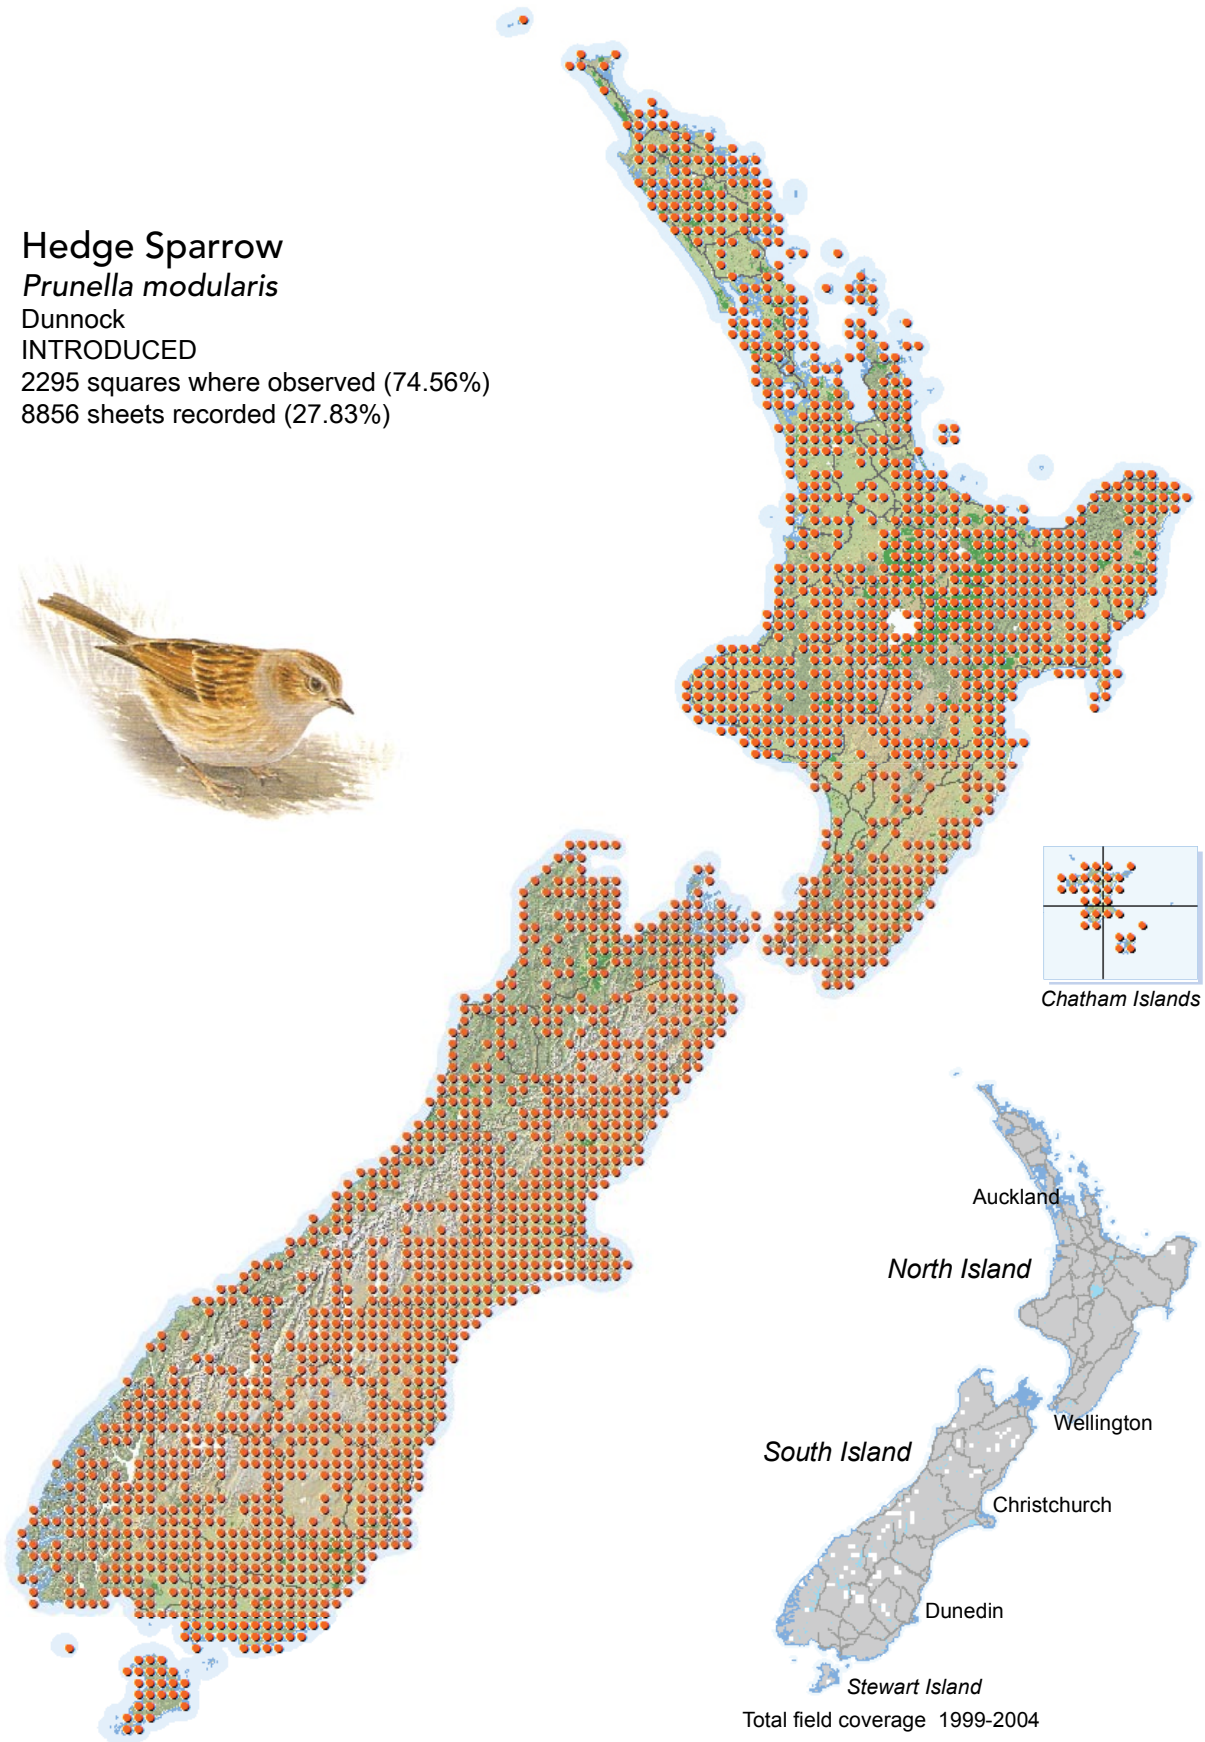 Hedge Sparrow
Prunella modularis
Dunnock
INTRODUCED
2295 squares where observed (74.56%)
8856 sheets recorded (27.83%)
Chatham Islands
Auckland
North Island
Wellington
South Island
Christchurch
Dunedin
Stewart Island
Total field coverage 1999-2004